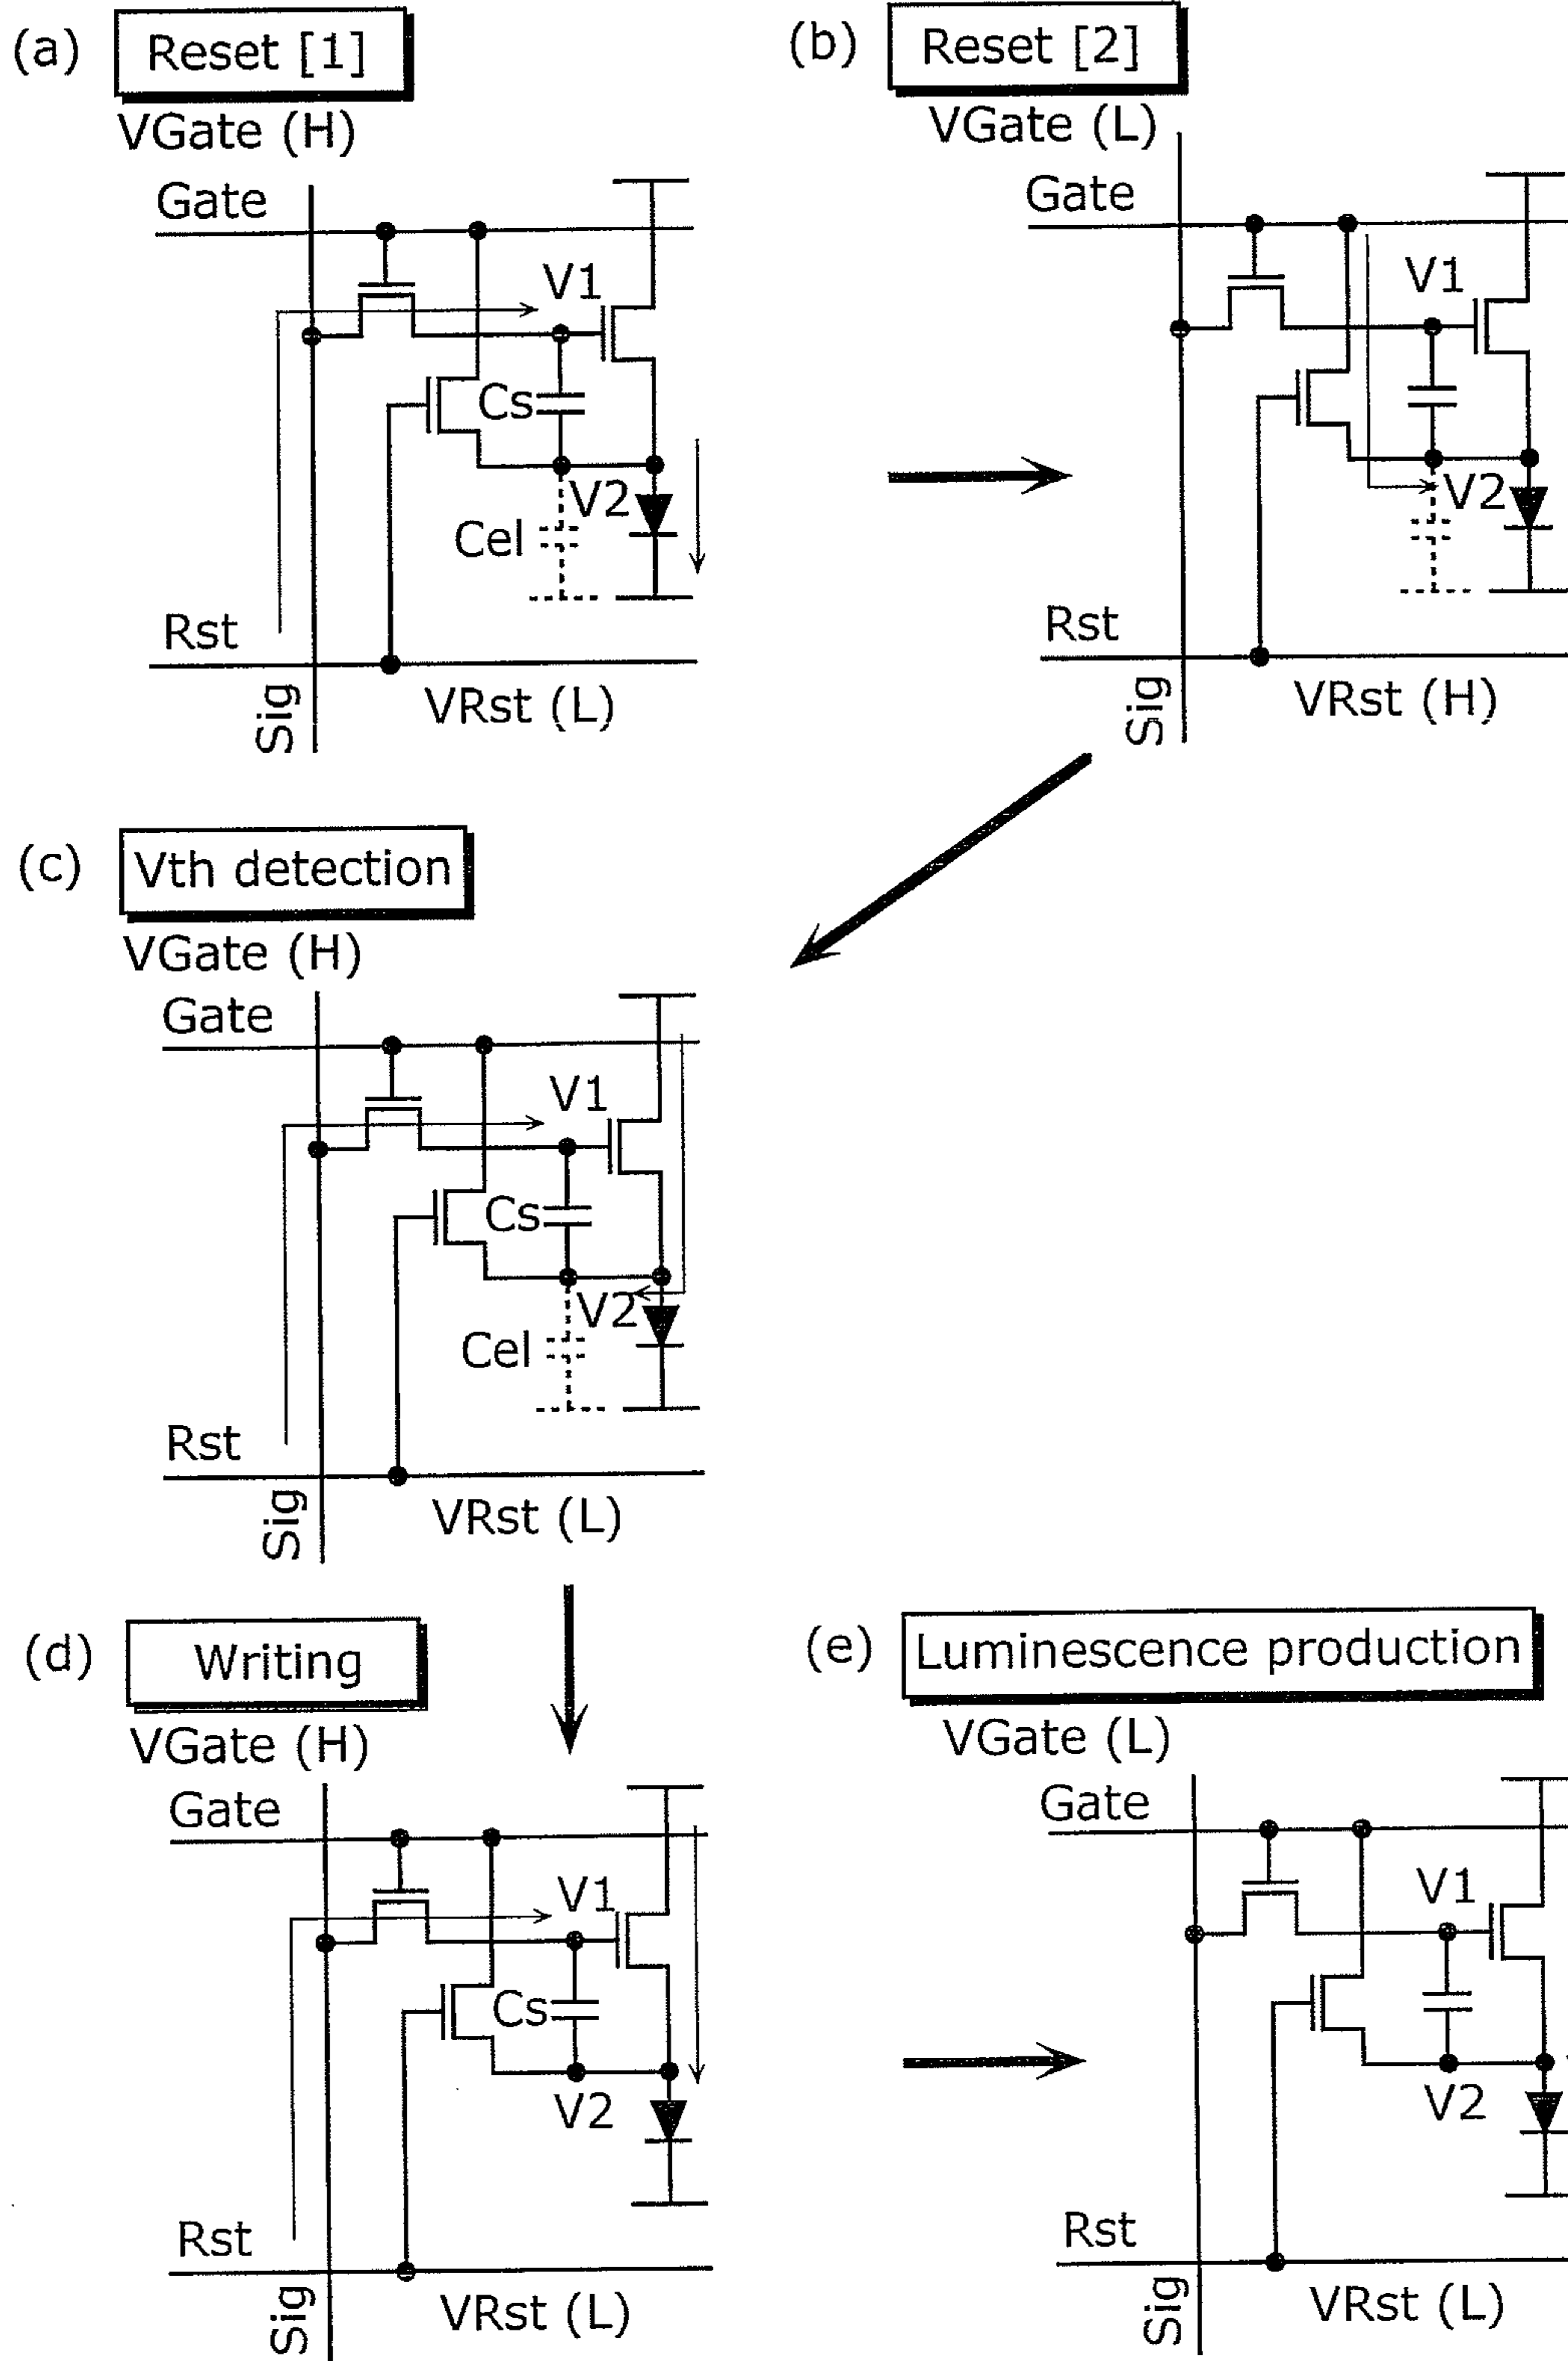 (a) Reset [1]
VGate (H)
Gate
V1
Cs
V2
Cel
Rst
Sig
VRst (L)
(b) Reset [2]
VGate (L)
Gate
V1
V2
Rst
Sig
VRst (H)
(c) Vth detection
VGate (H)
Gate
V1
Cs
V2
Cel
Rst
Sig
VRst (L)
(d) Writing
VGate (H)
Gate
V1
Cs
V2
Rst
Sig
VRst (L)
(e) Luminescence production
VGate (L)
Gate
V1
V2
Rst
Sig
VRst (L)